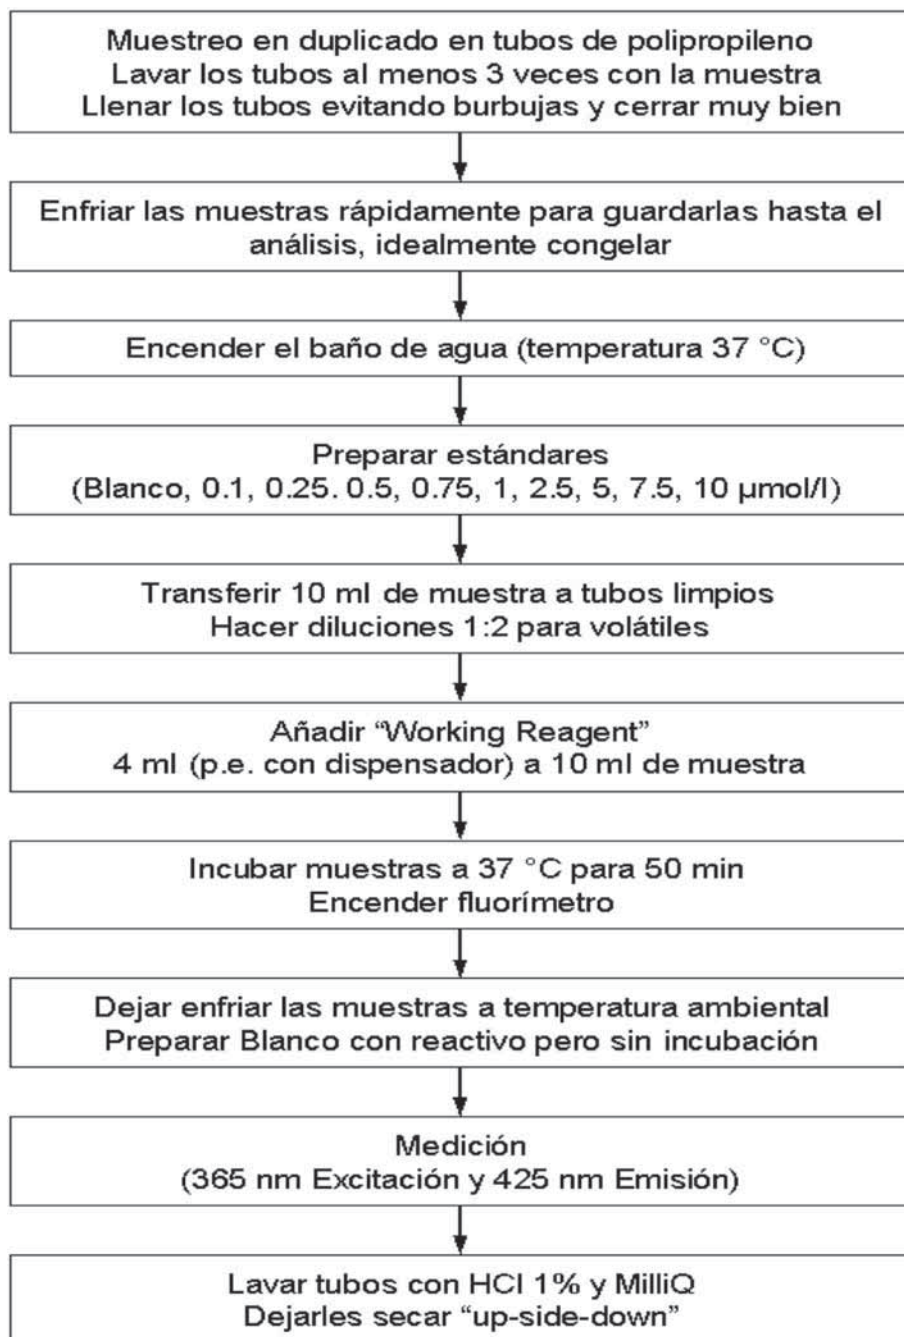 Muestreo en duplicado en tubos de polipropileno
Lavar los tubos al menos 3 veces con la muestra
Llenar los tubos evitando burbujas y cerrar muy bien
Enfriar las muestras rápidamente para guardarlas hasta el
análisis, idealmente congelar
Encender el baño de agua (temperatura 37 °C)
Preparar estándares
(Blanco, 0.1, 0.25. 0.5, 0.75, 1, 2.5, 5, 7.5, 10 µmol/l)
Transferir 10 ml de muestra a tubos limpios
Hacer diluciones 1:2 para volátiles
Añadir “Working Reagent”
4 ml (p.e. con dispensador) a 10 ml de muestra
Incubar muestras a 37 °C para 50 min
Encender fluorímetro
Dejar enfriar las muestras a temperatura ambiental
Preparar Blanco con reactivo pero sin incubación
Medición
(365 nm Excitación y 425 nm Emisión)
Lavar tubos con HCl 1% y MilliQ
Dejarles secar “up-side-down”